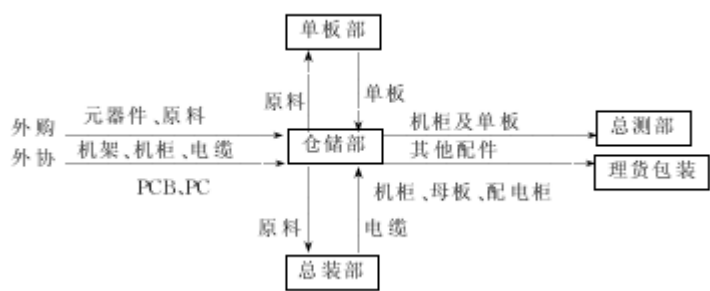 单板部
原料
单板
外购
元器件、原料
机柜及单板
总测部
外协
机架、机柜、电缆
仓储部
其他配件
理货包装
PCB、PC
机柜、母板、配电柜
原料
电缆
总装部